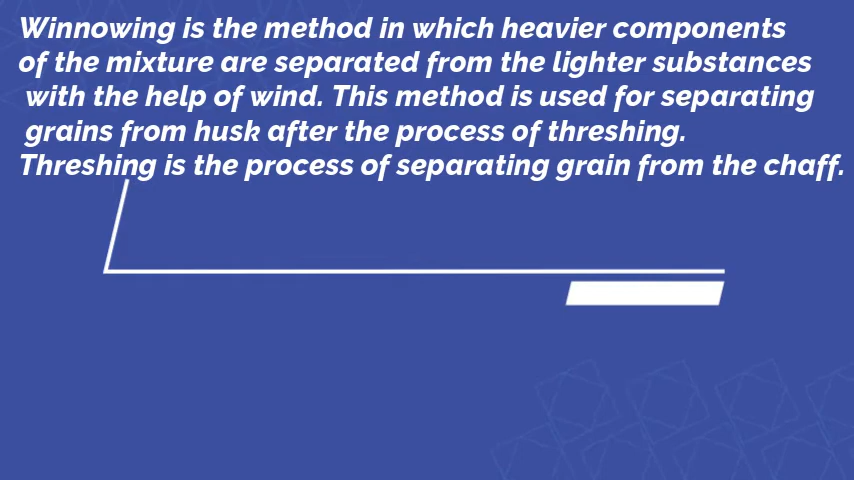 Winnowing is the method in which heavier components
of the mixture are separated from the lighter substances
with the help of wind. This method is used for separating
grains from husk after the process of threshing.
Threshing is the process of separating grain from the chaff.